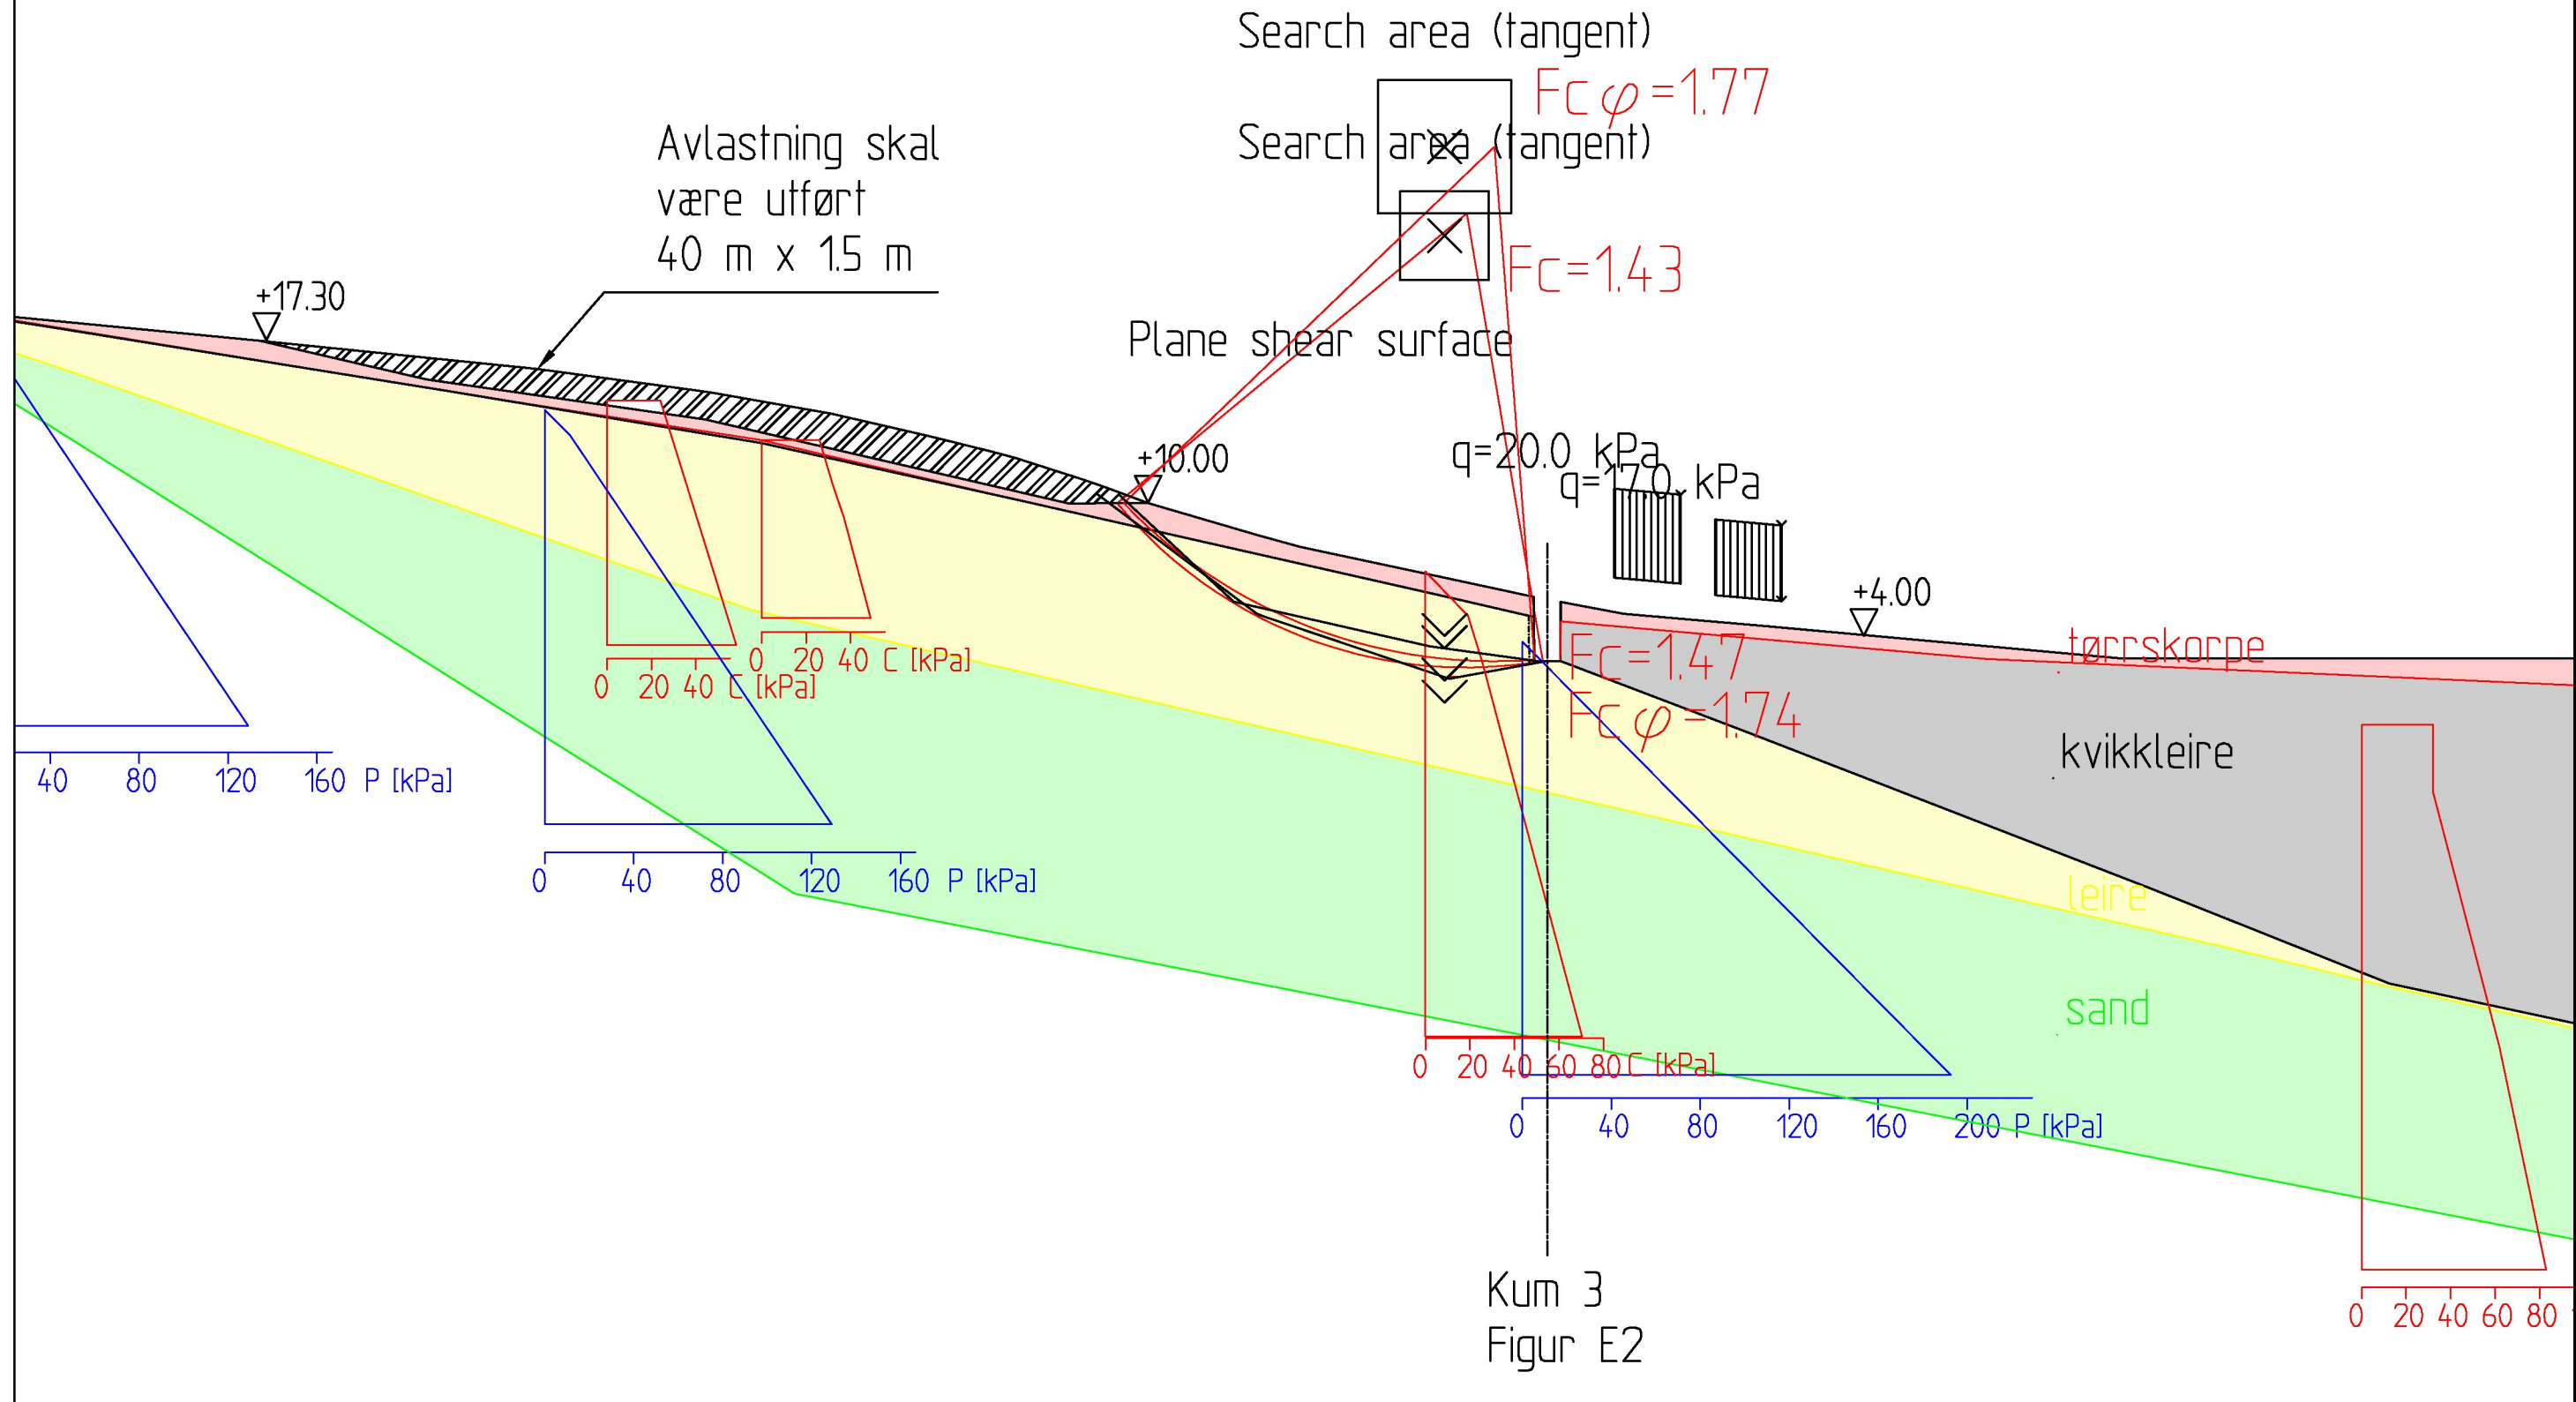 Search area (tangent)
Fcφ=1.77
Search area (tangent)
Avlastning skal
være utført
40 m x 1.5 m
Fc=1.43
+17.30
Plane shear surface
+10.00
q=20.0 kPa
q=17.0 kPa
+4.00
Fc=1.47
Fcφ=1.74
tørrskorpe
kvikkleire
leire
sand
0 20 40 C [kPa]
0 20 40 C [kPa]
40 80 120 160 P [kPa]
0 40 80 120 160 P [kPa]
0 20 40 60 80 C [kPa]
0 40 80 120 160 200 P [kPa]
0 20 40 60 80
Kum 3
Figur E2